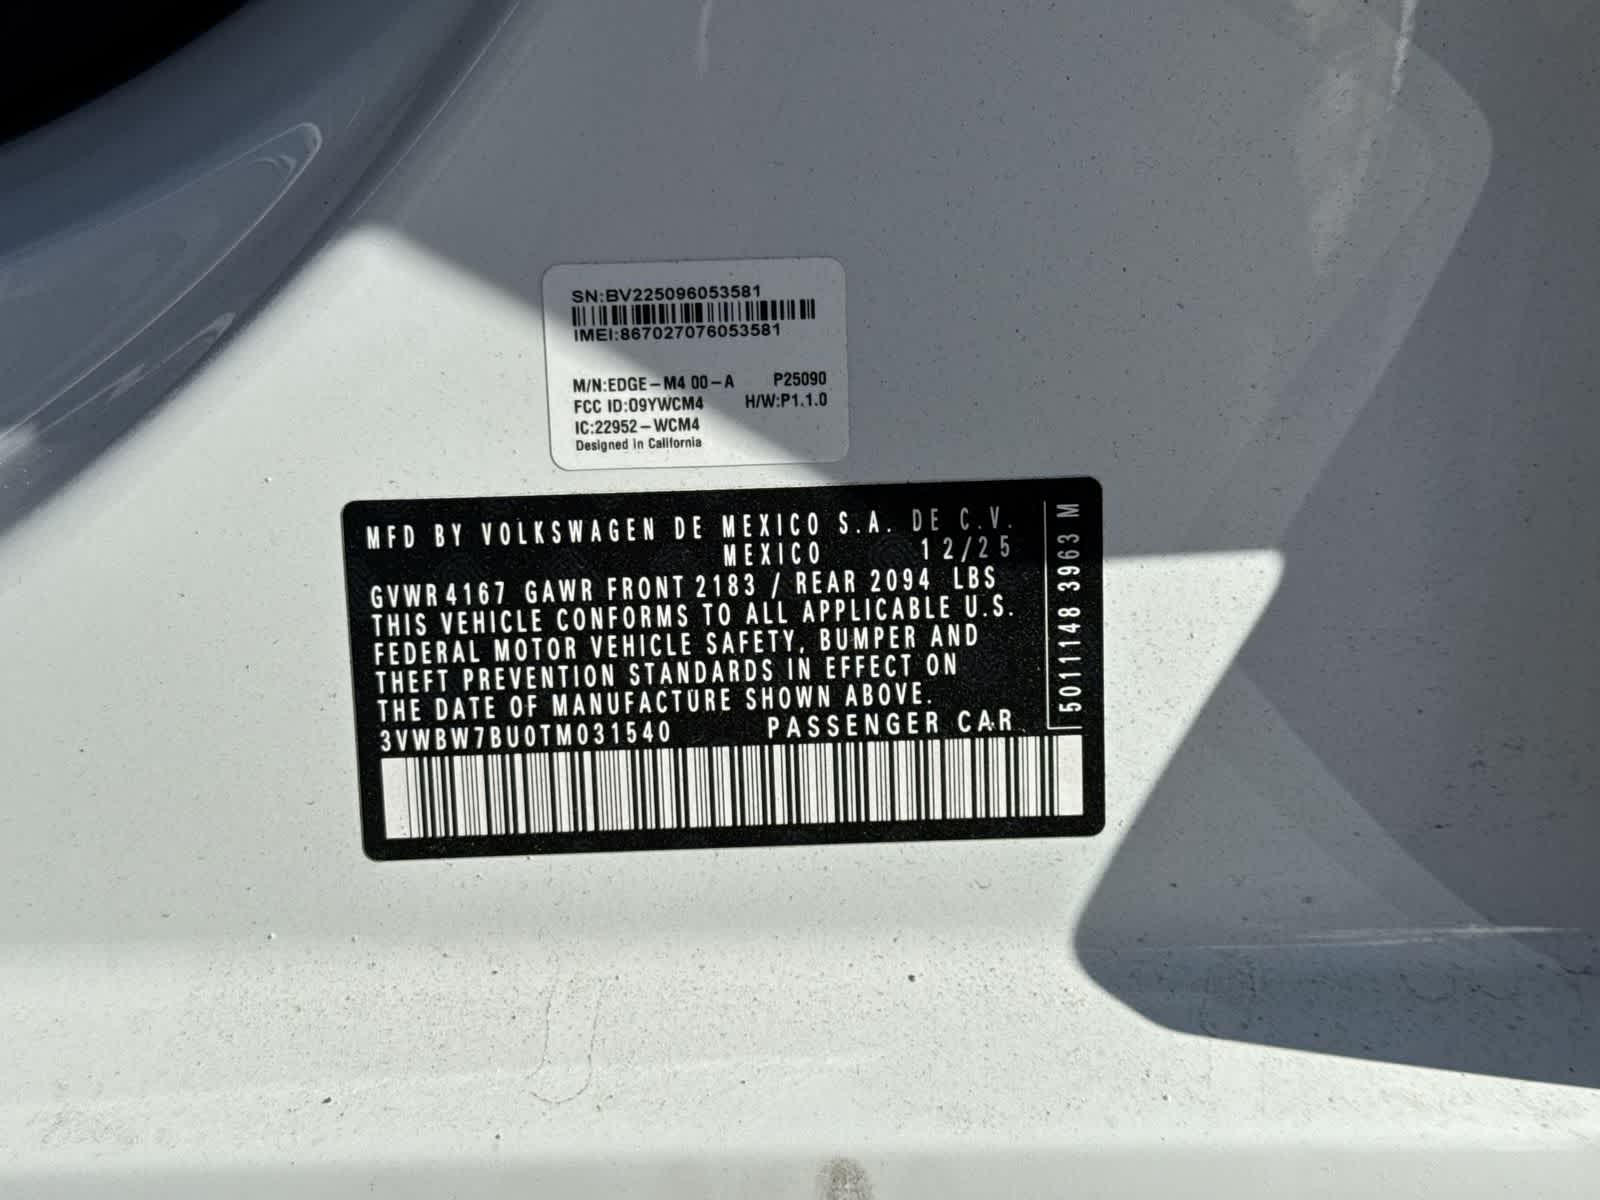 SN:BV225096053581
IMEI:867027076053581
M/N:EDGE-M4 00-A P25090
FCC ID:O9YWCM4 H/W:P1.1.0
IC:22952-WCM4
Designed in California
MFD BY VOLKSWAGEN DE MEXICO S.A. DE C.V.
MEXICO 12/25
GVWR 4167 GAWR FRONT 2183 / REAR 2094 LBS
THIS VEHICLE CONFORMS TO ALL APPLICABLE U.S.
FEDERAL MOTOR VEHICLE SAFETY, BUMPER AND
THEFT PREVENTION STANDARDS IN EFFECT ON
THE DATE OF MANUFACTURE SHOWN ABOVE.
3VWBW7BU0TM031540 PASSENGER CAR
5011148 3963 M